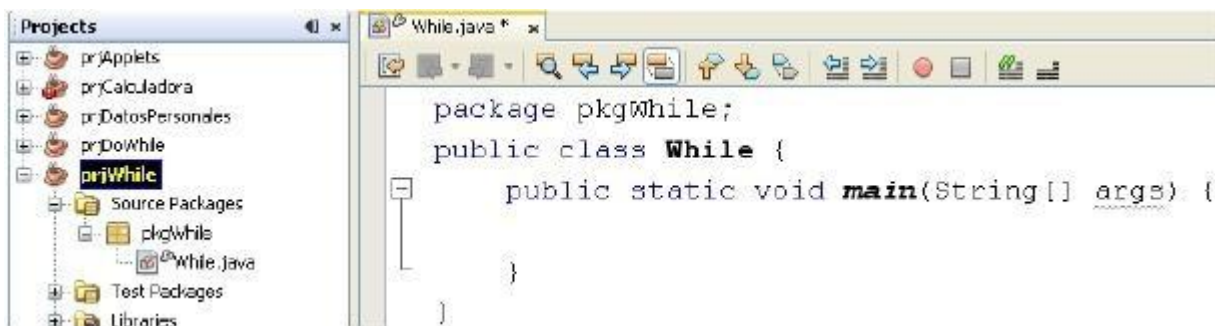 Projects
prjApplets
prjCalculadora
prjDatosPersonales
prjDoWhile
prjWhile
Source Packages
pkgWhile
While.java
Test Packages
Libraries
While.java *
package pkgWhile;
public class While {
public static void main(String[] args) {
}
}